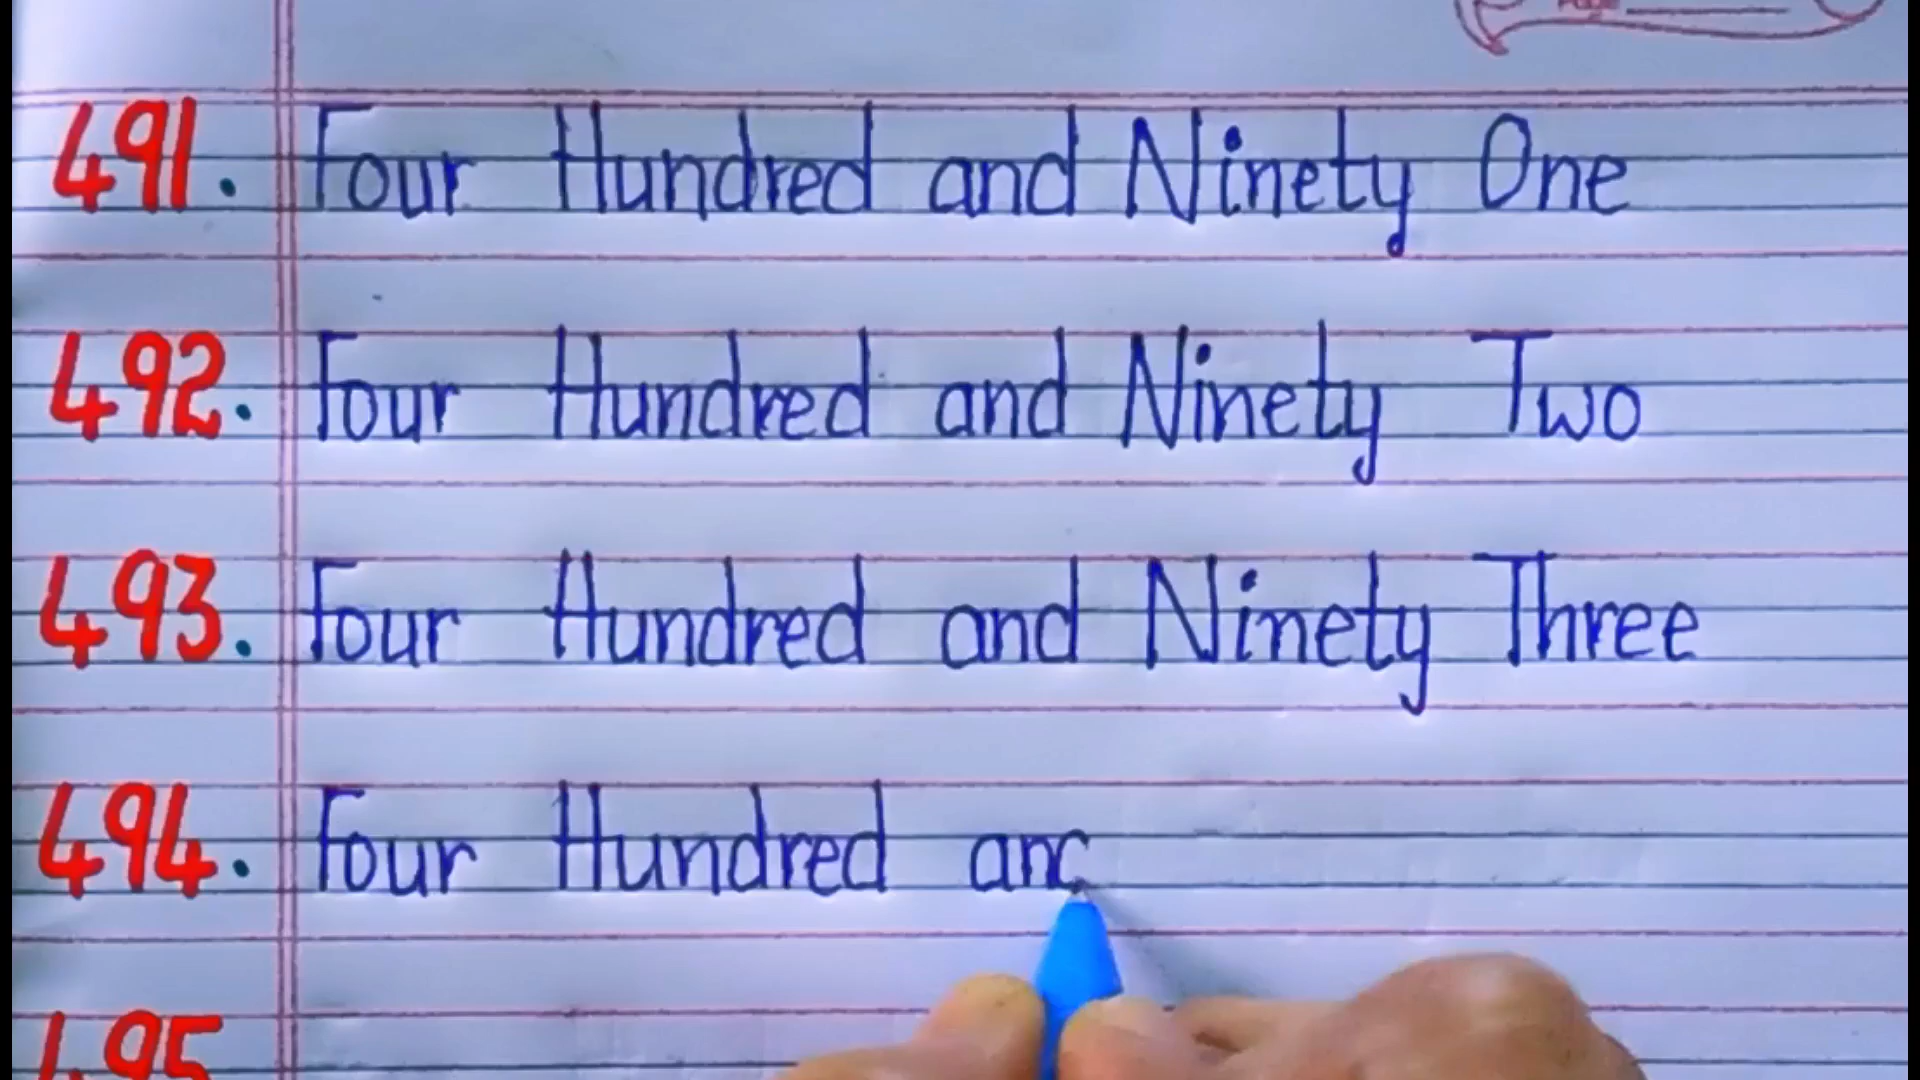 491. Four Hundred and Ninety One
492. Four Hundred and Ninety Two
493. Four Hundred and Ninety Three
494. Four Hundred anc
495